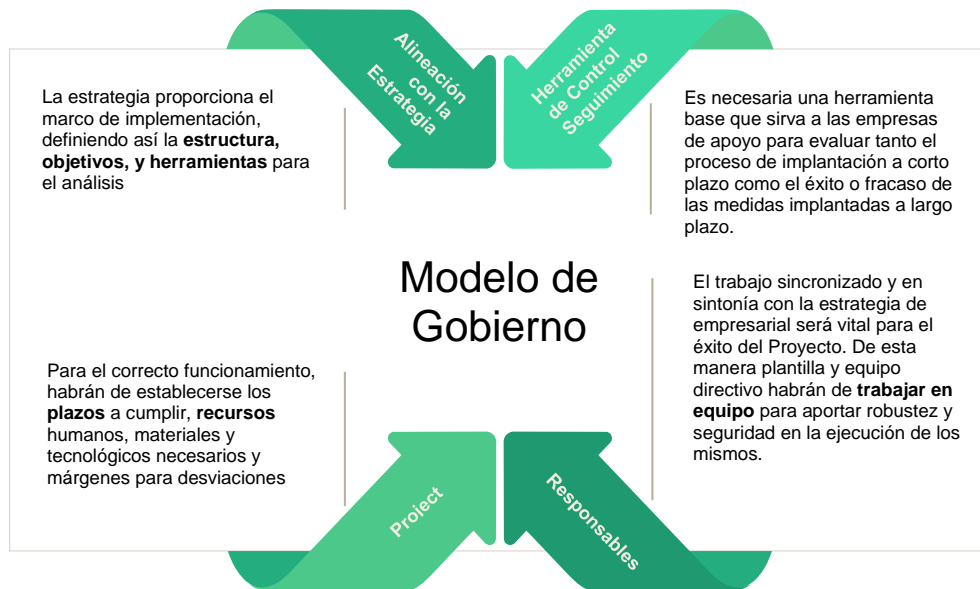 Alineación
con la
Estrategia
Herramienta
de Control
Seguimiento
La estrategia proporciona el
marco de implementación,
definiendo así la estructura,
objetivos, y herramientas para
el análisis
Es necesaria una herramienta
base que sirva a las empresas
de apoyo para evaluar tanto el
proceso de implantación a corto
plazo como el éxito o fracaso de
las medidas implantadas a largo
plazo.
Modelo de
Gobierno
Para el correcto funcionamiento,
habrán de establecerse los
plazos a cumplir, recursos
humanos, materiales y
tecnológicos necesarios y
márgenes para desviaciones
El trabajo sincronizado y en
sintonía con la estrategia de
empresarial será vital para el
éxito del Proyecto. De esta
manera plantilla y equipo
directivo habrán de trabajar en
equipo para aportar robustez y
seguridad en la ejecución de los
mismos.
Project
Responsables